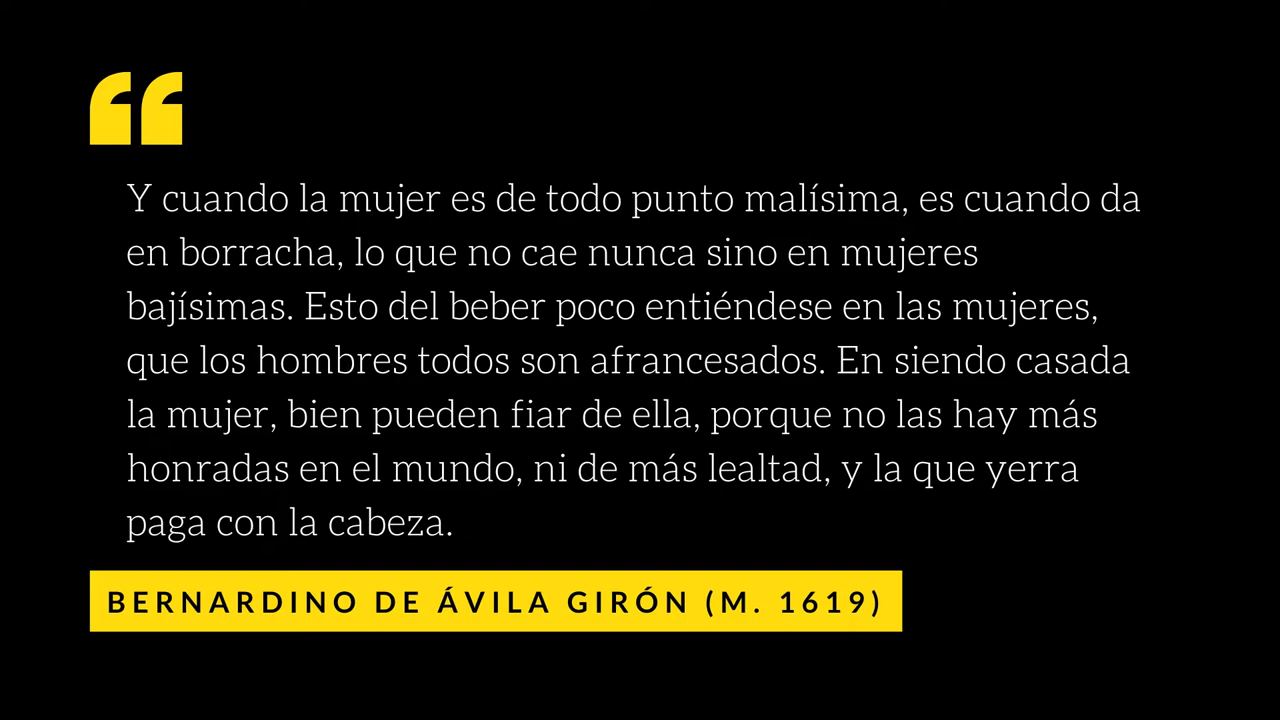 Y cuando la mujer es de todo punto malísima, es cuando da
en borracha, lo que no cae nunca sino en mujeres
bajísimas. Esto del beber poco entiéndese en las mujeres,
que los hombres todos son afrancesados. En siendo casada
la mujer, bien pueden fiar de ella, porque no las hay más
honradas en el mundo, ni de más lealtad, y la que yerra
paga con la cabeza.
BERNARDINO DE ÁVILA GIRÓN (M. 1619)